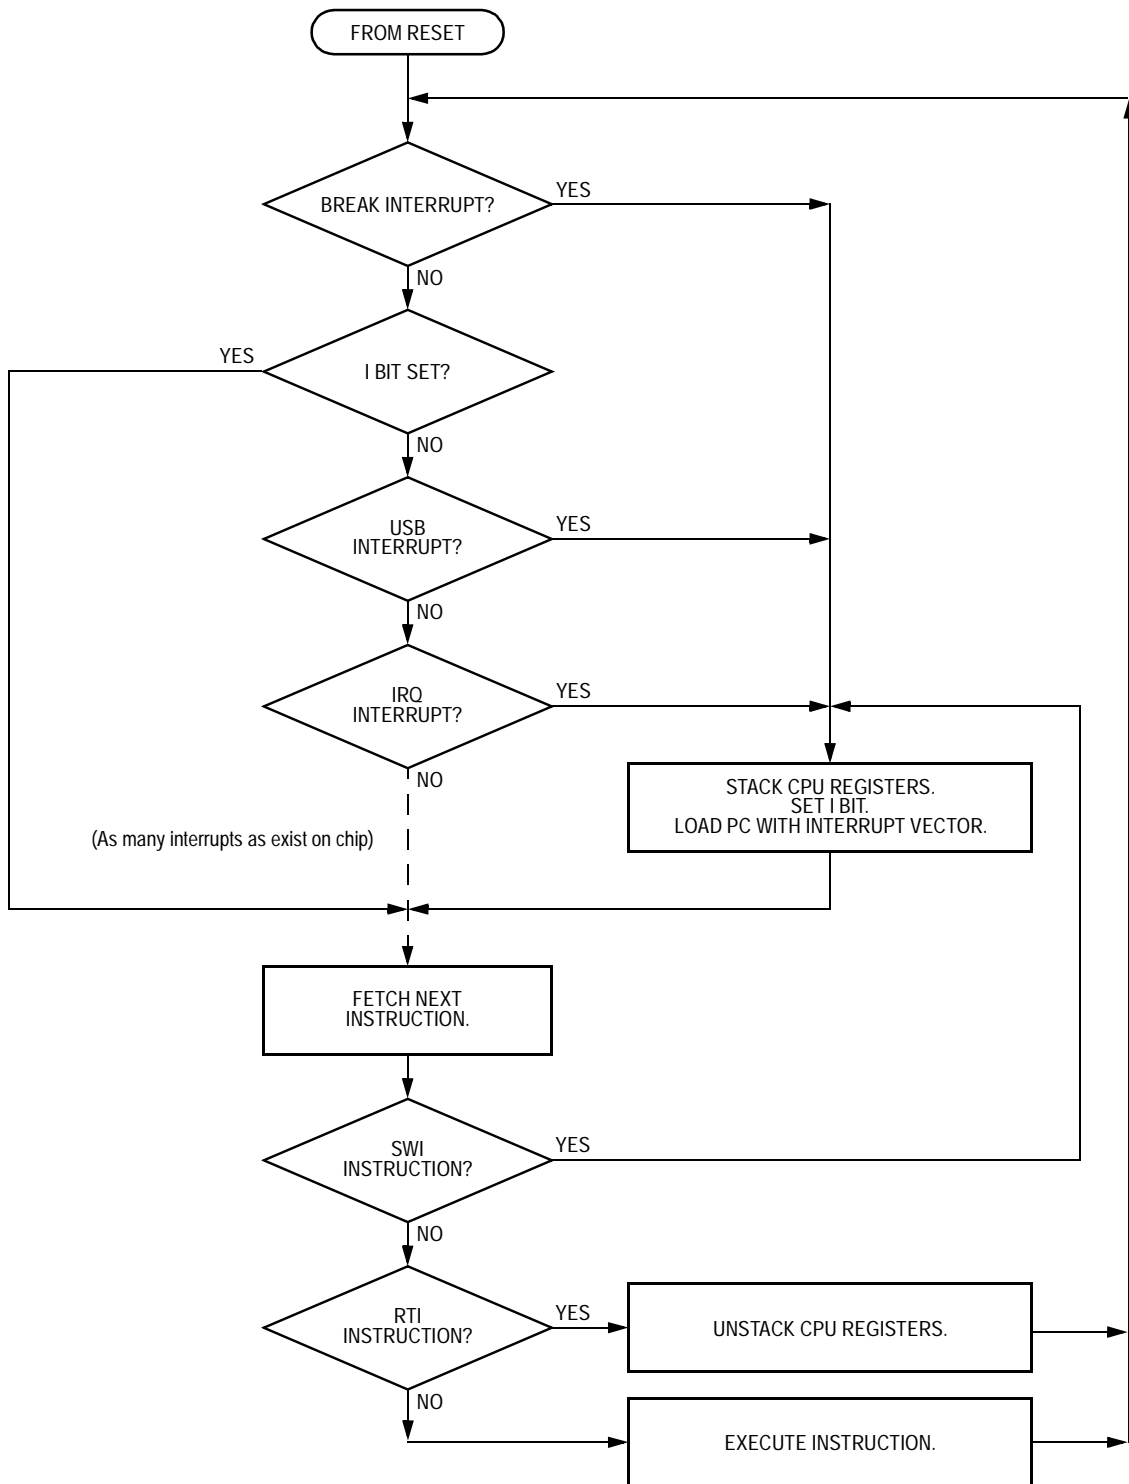 FROM RESET
BREAK INTERRUPT?
YES
NO
YES
I BIT SET?
NO
USB
INTERRUPT?
YES
NO
IRQ
INTERRUPT?
YES
NO
STACK CPU REGISTERS.
SET I BIT.
LOAD PC WITH INTERRUPT VECTOR.
(As many interrupts as exist on chip)
FETCH NEXT
INSTRUCTION.
SWI
INSTRUCTION?
YES
NO
RTI
INSTRUCTION?
YES
UNSTACK CPU REGISTERS.
NO
EXECUTE INSTRUCTION.